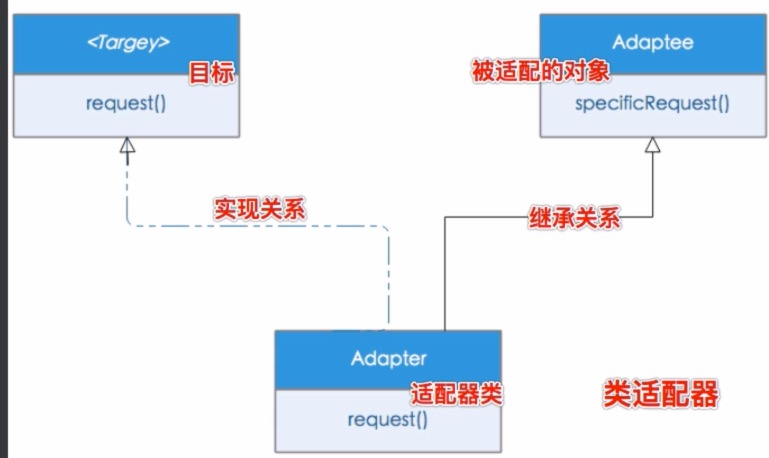 <Targey>
目标
request()
Adaptee
被适配的对象
specificRequest()
实现关系
继承关系
Adapter
适配器类
request()
类适配器